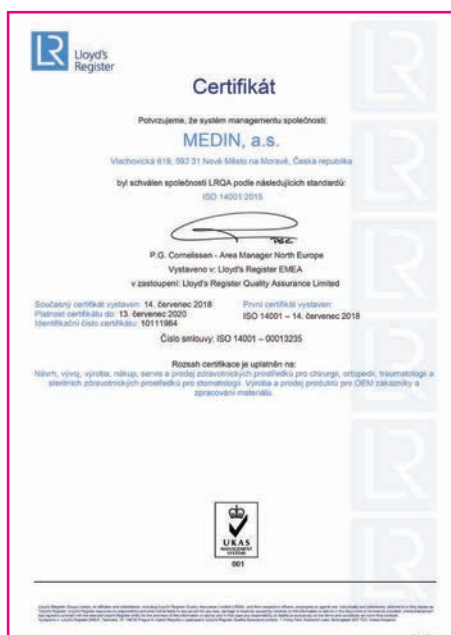 Lloyd's
Register
Certifikát
Potvrzujeme, že systém managementu společnosti:
MEDIN, a.s.
Vlachovická 619, 592 31 Nové Město na Moravě, Česká republika
byl schválen společností LRQA podle následujících standardů:
ISO 14001:2015
P.G. Cornelissen - Area Manager North Europe
Vystaveno v: Lloyd's Register EMEA
v zastoupení: Lloyd's Register Quality Assurance Limited
Současný certifikát vystaven: 14. červenec 2018
Platnost certifikátu do: 13. červenec 2020
Identifikační číslo certifikátu: 10111984
První certifikát vystaven:
ISO 14001 – 14. červenec 2018
Číslo smlouvy: ISO 14001 – 00013235
Rozsah certifikace je uplatněn na:
Návrh, vývoj, výroba, nákup, servis a prodej zdravotnických prostředků pro chirurgii, ortopedii, traumatologii a
sterilních zdravotnických prostředků pro stomatologii. Výroba a prodej produktů pro OEM zákazníky a
zpracování materiálů.
UKAS
MANAGEMENT
SYSTEMS
001